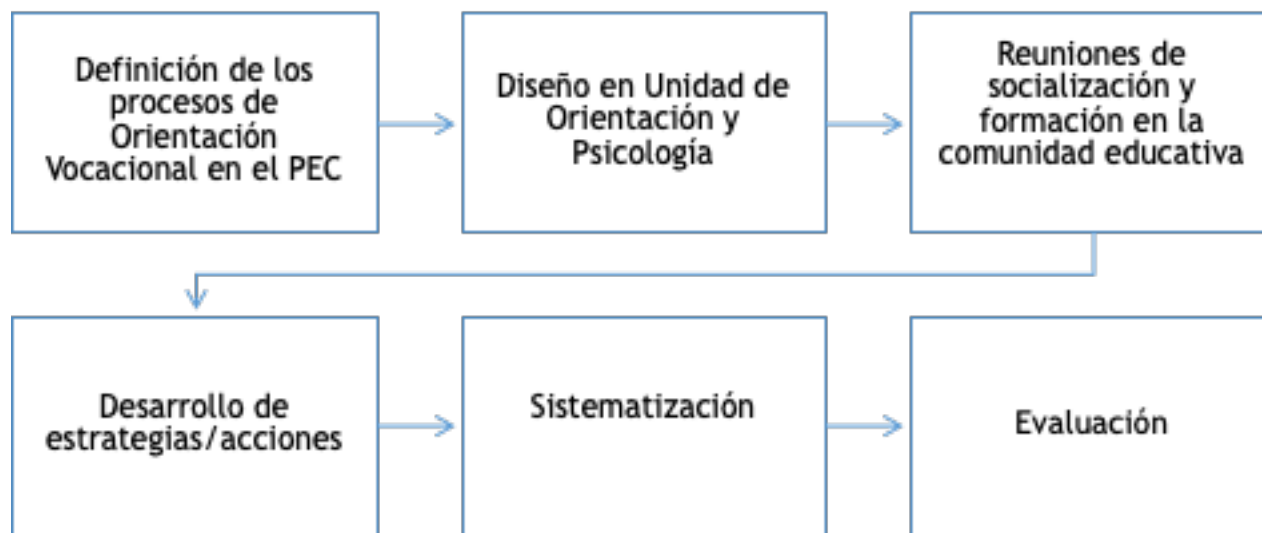 Definición de los
procesos de
Orientación
Vocacional en el PEC
Diseño en Unidad de
Orientación y
Psicología
Reuniones de
socialización y
formación en la
comunidad educativa
Desarrollo de
estrategias/acciones
Sistematización
Evaluación